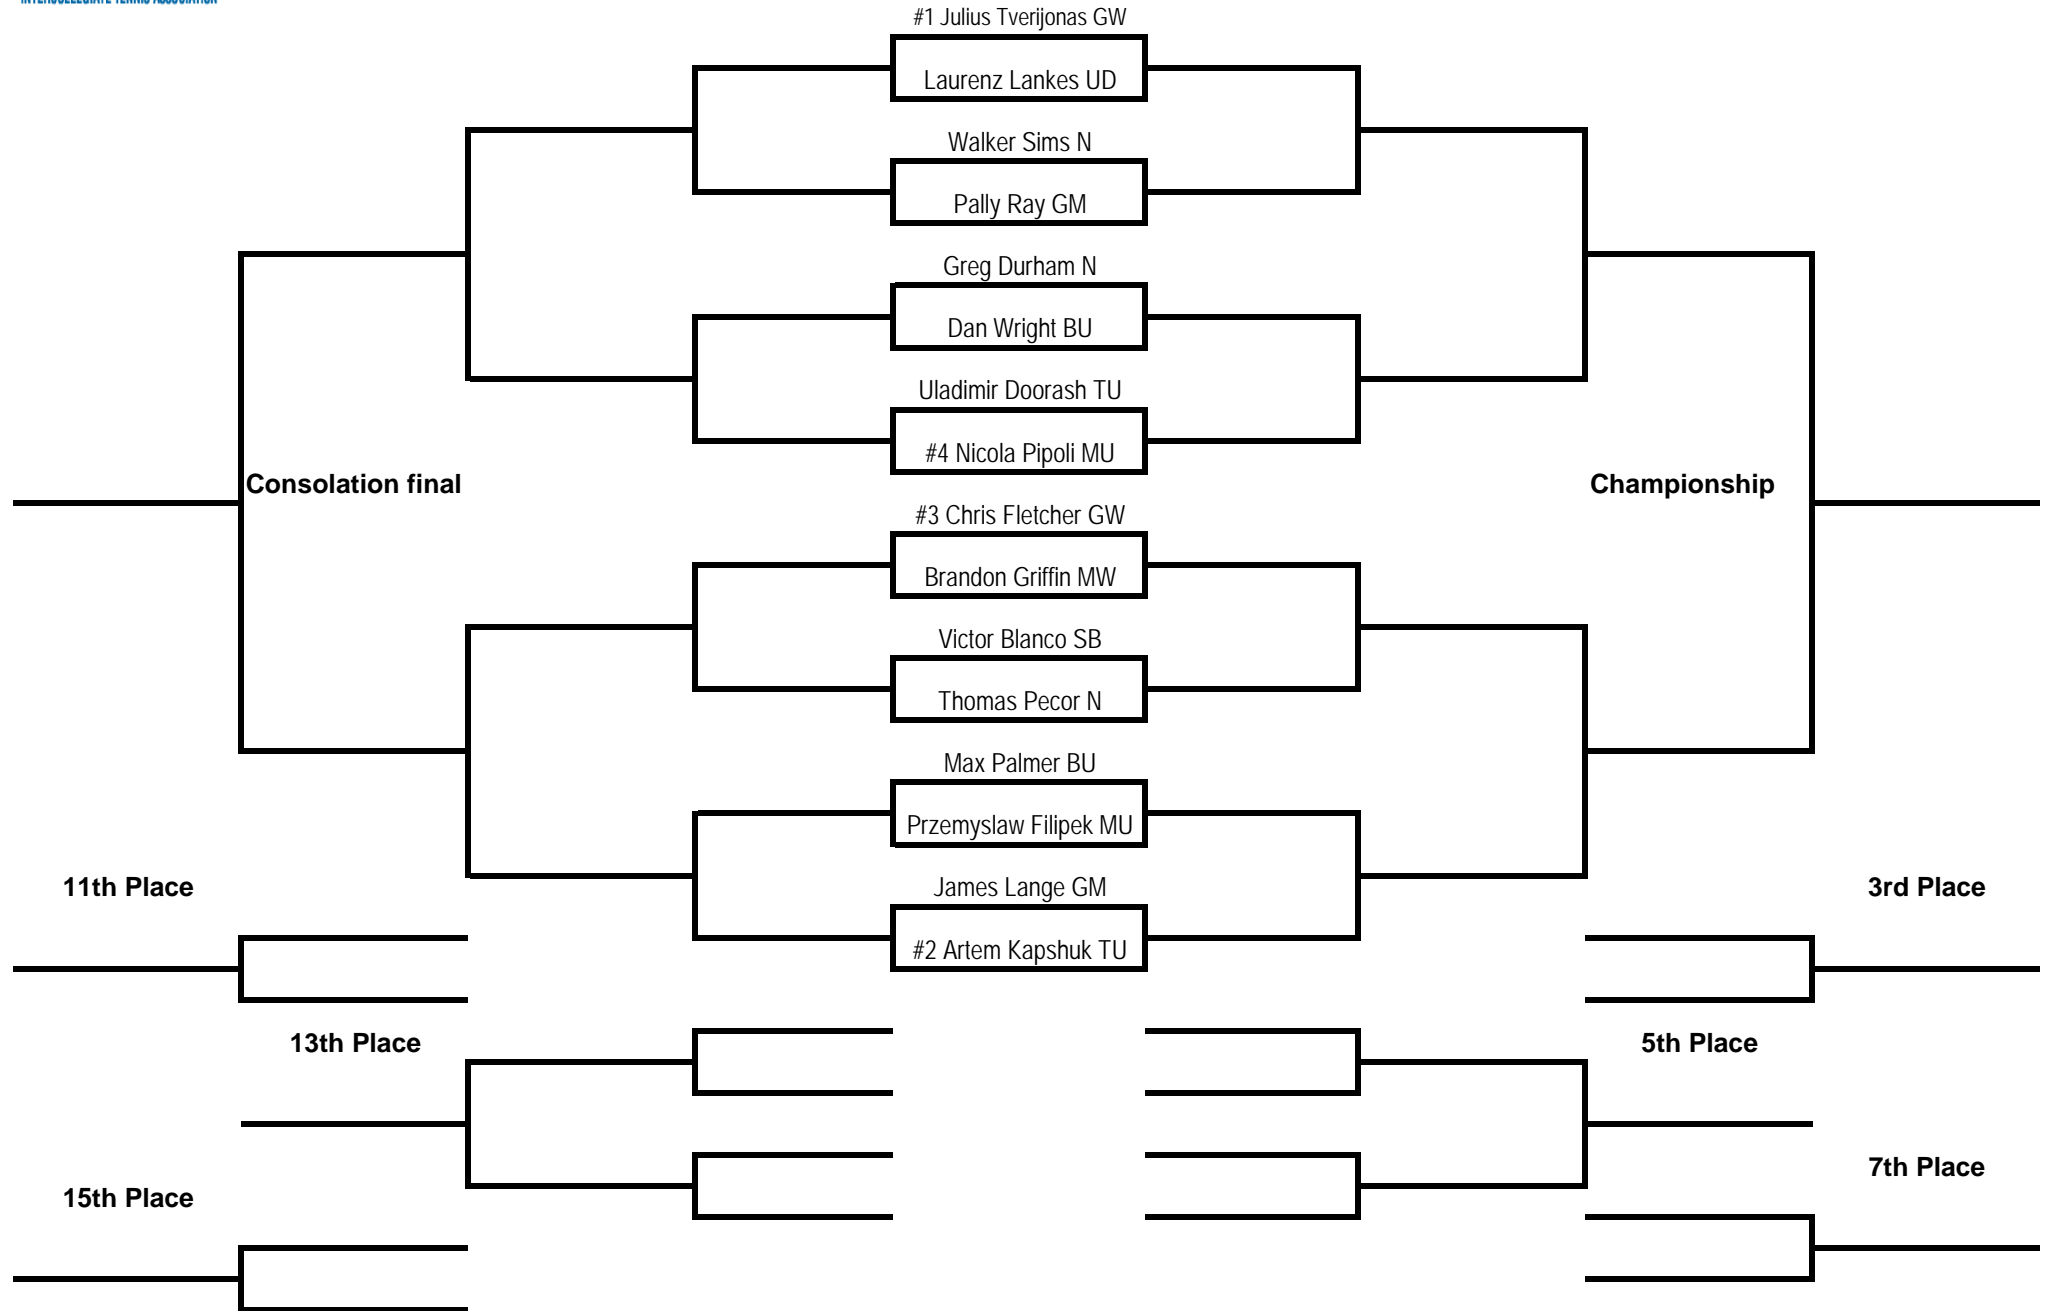 INTERCOLLEGIATE TENNIS ASSOCIATION
#1 Julius Tverijonas GW
Laurenz Lankes UD
Walker Sims N
Pally Ray GM
Greg Durham N
Dan Wright BU
Uladimir Doorash TU
#4 Nicola Pipoli MU
Consolation final
Championship
#3 Chris Fletcher GW
Brandon Griffin MW
Victor Blanco SB
Thomas Pecor N
Max Palmer BU
Przemyslaw Filipek MU
11th Place
James Lange GM
3rd Place
#2 Artem Kapshuk TU
13th Place
5th Place
7th Place
15th Place